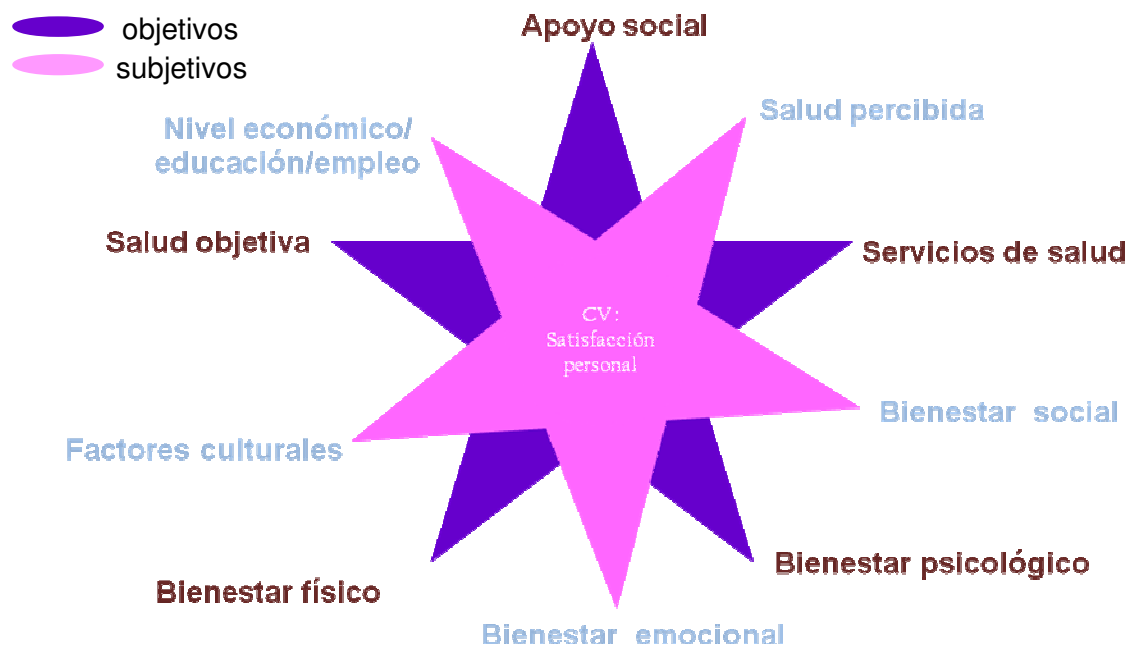 objetivos
subjetivos
Apoyo social
Salud percibida
Nivel económico/
educación/empleo
Salud objetiva
Servicios de salud
CV:
Satisfacción
personal
Bienestar social
Factores culturales
Bienestar psicológico
Bienestar físico
Bienestar emocional